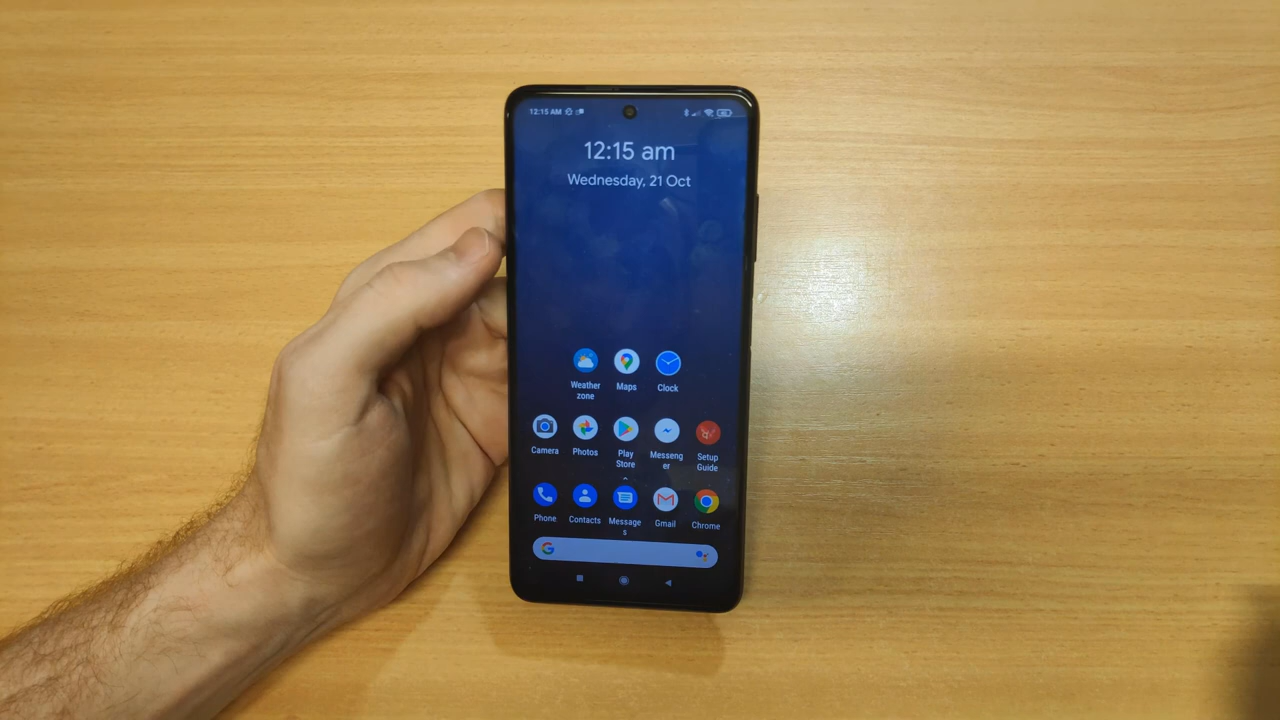 12:15 AM
12:15 am
Wednesday, 21 Oct
Weather
zone
Maps
Clock
Camera
Photos
Play
Store
Messeng
er
Setup
Guide
Phone
Contacts
Message
s
Gmail
Chrome